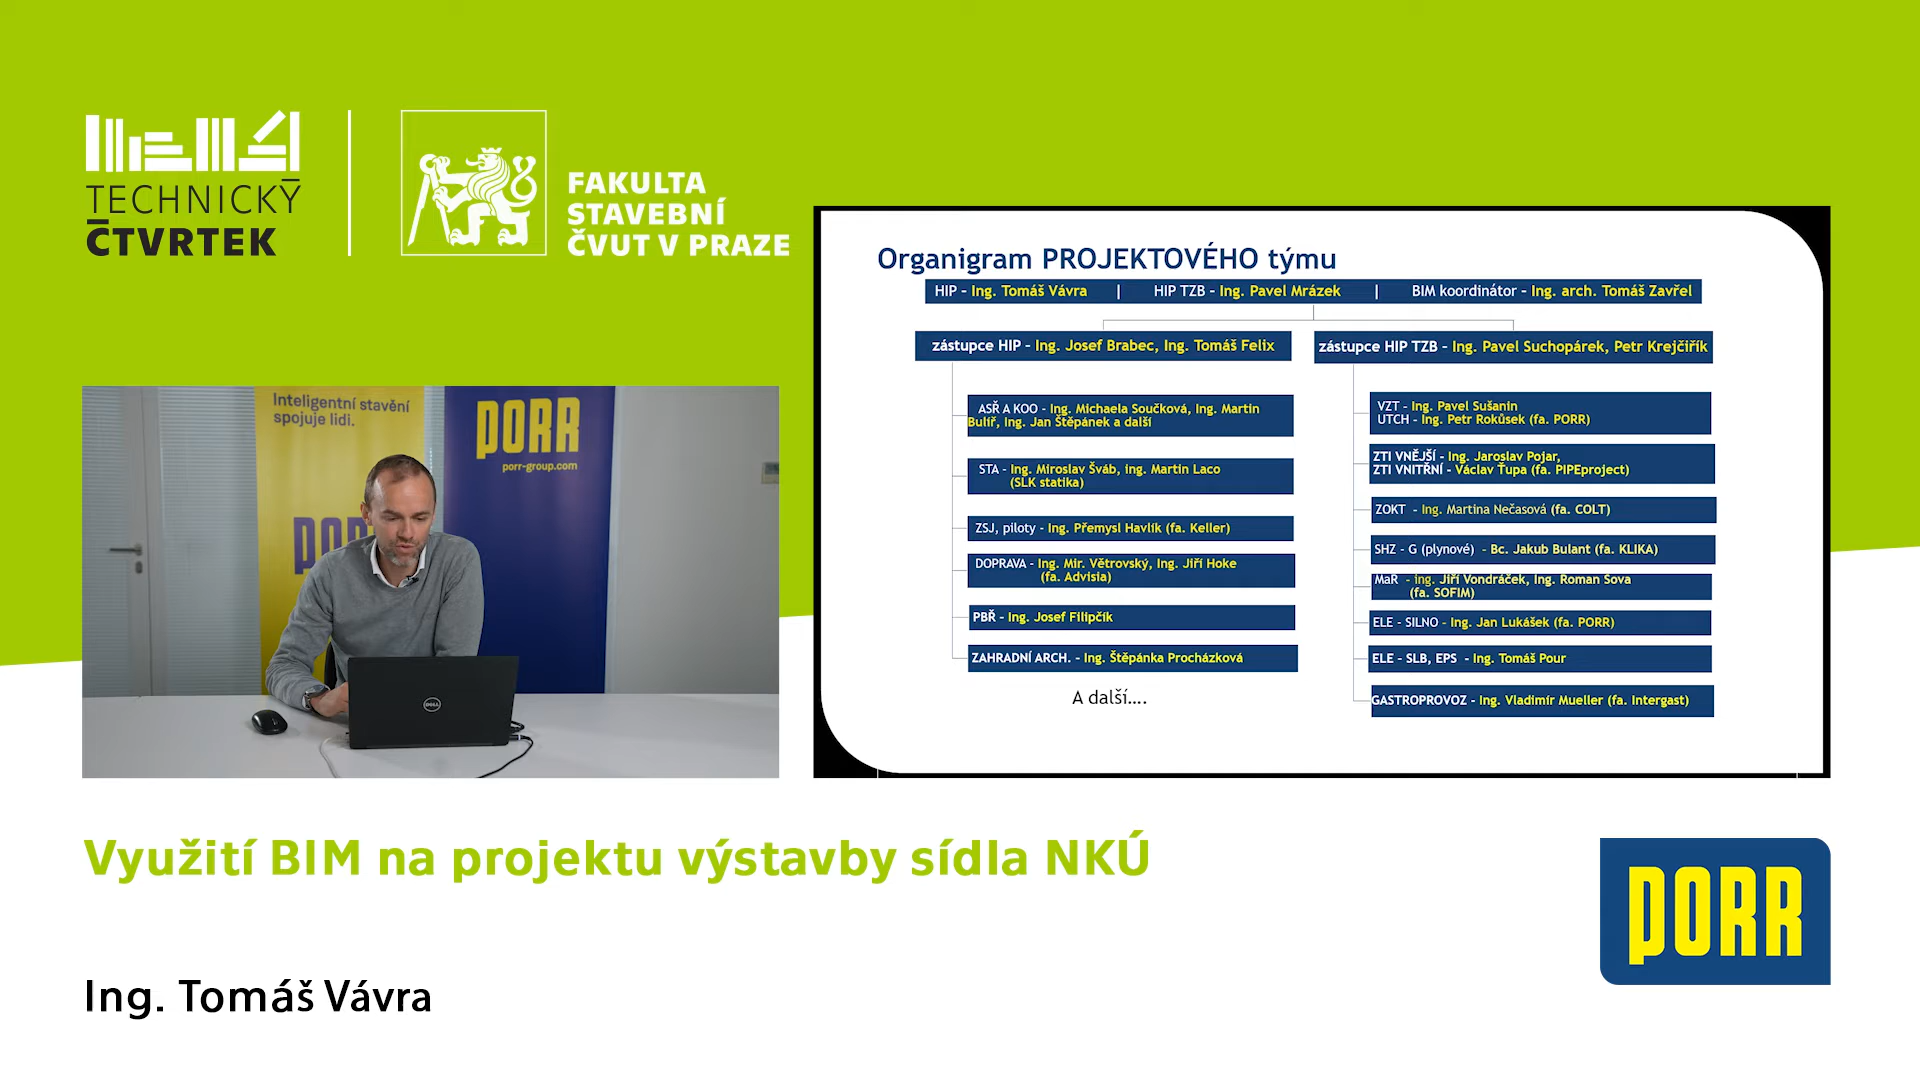 TECHNICKÝ
ČTVRTEK
FAKULTA
STAVEBNÍ
ČVUT V PRAZE
Organigram PROJEKTOVÉHO týmu
HIP – Ing. Tomáš Vávra | HIP TZB – Ing. Pavel Mrázek | BIM koordinátor – Ing. arch. Tomáš Zavřel
zástupce HIP – Ing. Josef Brabec, Ing. Tomáš Felix
zástupce HIP TZB – Ing. Pavel Suchopárek, Petr Krejčiřík
ASŘ A KOO - Ing. Michaela Součková, Ing. Martin
Bulíř, Ing. Jan Štěpánek a další
STA - Ing. Miroslav Šváb, ing. Martin Laco
(SLK statika)
ZSJ, piloty - Ing. Přemysl Havlík (fa. Keller)
DOPRAVA - Ing. Mir. Větrovský, Ing. Jiří Hoke
(fa. Advisia)
PBŘ – Ing. Josef Filipčík
ZAHRADNÍ ARCH. – Ing. Štěpánka Procházková
A další….
VZT – Ing. Pavel Sušanin
UTCH - Ing. Petr Rokůsek (fa. PORR)
ZTI VNĚJŠÍ - Ing. Jaroslav Pojar,
ZTI VNITŘNÍ - Václav Ťupa (fa. PIPEproject)
ZOKT – Ing. Martina Nečasová (fa. COLT)
SHZ - G (plynové) – Bc. Jakub Bulant (fa. KLIKA)
MaR – ing. Jiří Vondráček, Ing. Roman Sova
(fa. SOFIM)
ELE - SILNO – Ing. Jan Lukášek (fa. PORR)
ELE – SLB, EPS - Ing. Tomáš Pour
GASTROPROVOZ - Ing. Vladimír Mueller (fa. Intergast)
Inteligentní stavění
spojuje lidi.
PORR
porr-group.com
PORR
DELL
Využití BIM na projektu výstavby sídla NKÚ
Ing. Tomáš Vávra
PORR